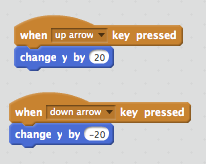 when up arrow key pressed
change y by 20
when down arrow key pressed
change y by -20